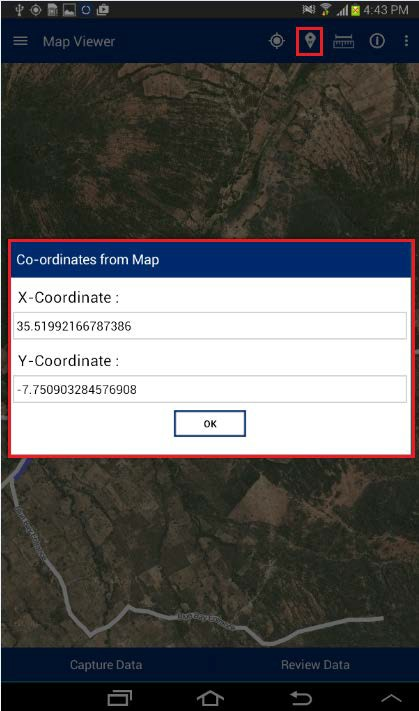 4:43 PM
Map Viewer
Co-ordinates from Map
X-Coordinate :
35.51992166787386
Y-Coordinate :
-7.750903284576908
OK
Capture Data
Review Data